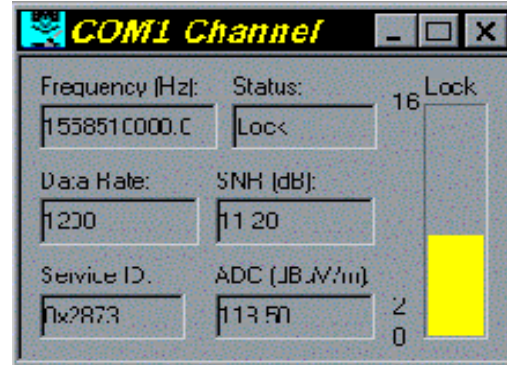 COM1 Channel
Frequency (Hz):
Status:
Lock
16
1558510000.0
Lock
Data Rate:
SNR (dB):
1200
11.20
Service ID:
ADC (dBuV/m)
0x2873
113.50
2
0